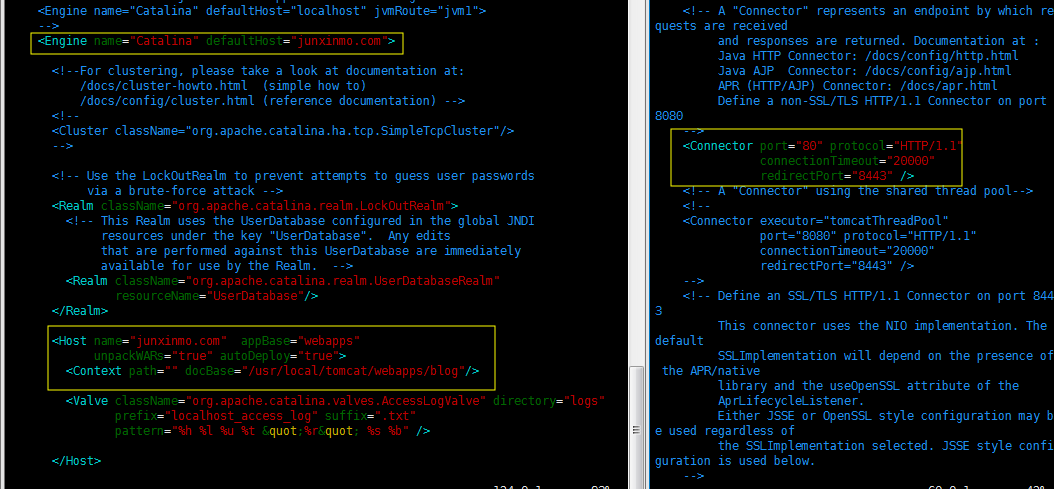 <Engine name="Catalina" defaultHost="localhost" jvmRoute="jvm1">
-->
<Engine name="Catalina" defaultHost="junxinmo.com">
<!--For clustering, please take a look at documentation at:
/docs/cluster-howto.html  (simple how to)
/docs/config/cluster.html (reference documentation) -->
<!--
<Cluster className="org.apache.catalina.ha.tcp.SimpleTcpCluster"/>
-->
<!-- Use the LockOutRealm to prevent attempts to guess user passwords
via a brute-force attack -->
<Realm className="org.apache.catalina.realm.LockOutRealm">
<!-- This Realm uses the UserDatabase configured in the global JNDI
resources under the key "UserDatabase".  Any edits
that are performed against this UserDatabase are immediately
available for use by the Realm.  -->
<Realm className="org.apache.catalina.realm.UserDatabaseRealm"
resourceName="UserDatabase"/>
</Realm>
<Host name="junxinmo.com"  appBase="webapps"
unpackWARs="true" autoDeploy="true">
<Context path="" docBase="/usr/local/tomcat/webapps/blog"/>
<Valve className="org.apache.catalina.valves.AccessLogValve" directory="logs"
prefix="localhost_access_log" suffix=".txt"
pattern="%h %l %u %t &quot;%r&quot; %s %b" />
</Host>
<!-- A "Connector" represents an endpoint by which re
quests are received
and responses are returned. Documentation at :
Java HTTP Connector: /docs/config/http.html
Java AJP  Connector: /docs/config/ajp.html
APR (HTTP/AJP) Connector: /docs/apr.html
Define a non-SSL/TLS HTTP/1.1 Connector on port
8080
-->
<Connector port="80" protocol="HTTP/1.1"
connectionTimeout="20000"
redirectPort="8443" />
<!-- A "Connector" using the shared thread pool-->
<!--
<Connector executor="tomcatThreadPool"
port="8080" protocol="HTTP/1.1"
connectionTimeout="20000"
redirectPort="8443" />
-->
<!-- Define an SSL/TLS HTTP/1.1 Connector on port 844
3
This connector uses the NIO implementation. The
default
SSLImplementation will depend on the presence of
the APR/native
library and the useOpenSSL attribute of the
AprLifecycleListener.
Either JSSE or OpenSSL style configuration may b
e used regardless of
the SSLImplementation selected. JSSE style confi
guration is used below.
-->